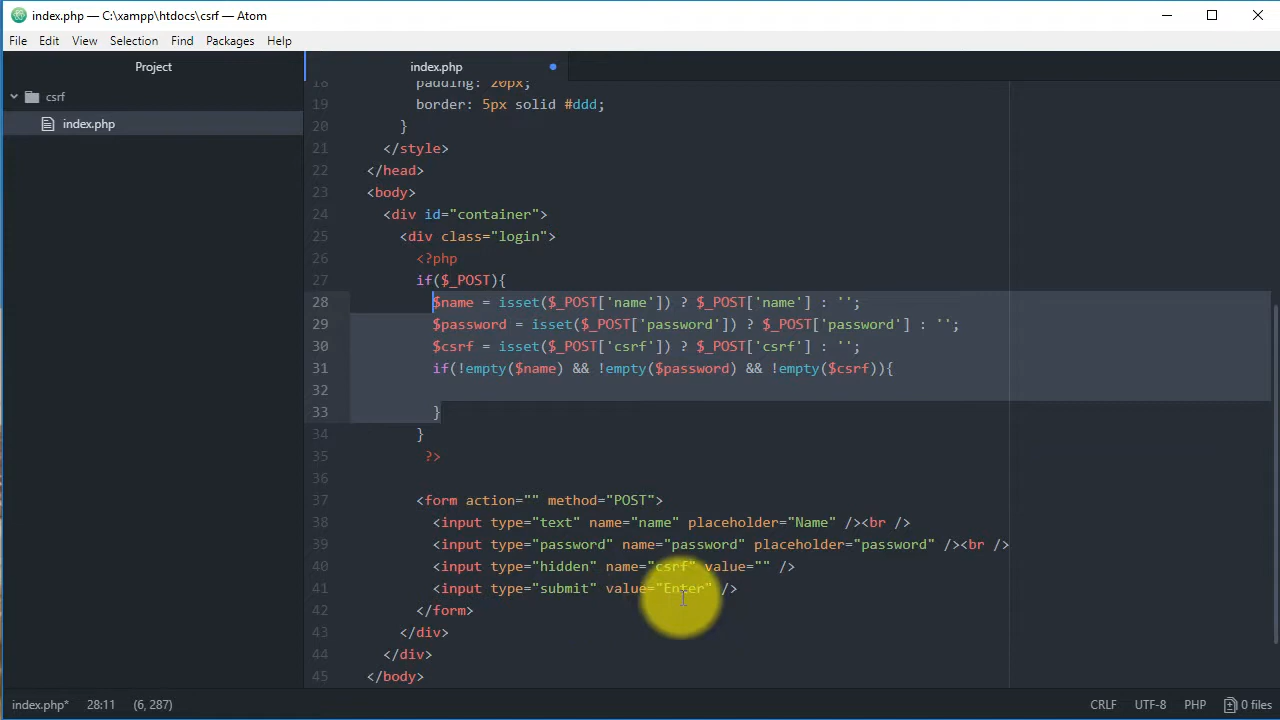 index.php — C:\xampp\htdocs\csrf — Atom
File Edit View Selection Find Packages Help
Project
index.php
csrf
index.php
18 padding: 20px;
19 border: 5px solid #ddd;
20 }
21 </style>
22 </head>
23 <body>
24 <div id="container">
25 <div class="login">
26 <?php
27 if($_POST){
28 $name = isset($_POST['name']) ? $_POST['name'] : '';
29 $password = isset($_POST['password']) ? $_POST['password'] : '';
30 $csrf = isset($_POST['csrf']) ? $_POST['csrf'] : '';
31 if(!empty($name) && !empty($password) && !empty($csrf)){
32
33 }
34 }
35 ?>
36
37 <form action="" method="POST">
38 <input type="text" name="name" placeholder="Name" /><br />
39 <input type="password" name="password" placeholder="password" /><br />
40 <input type="hidden" name="csrf" value="" />
41 <input type="submit" value="Enter" />
42 </form>
43 </div>
44 </div>
45 </body>
index.php* 28:11 (6, 287) CRLF UTF-8 PHP 0 files